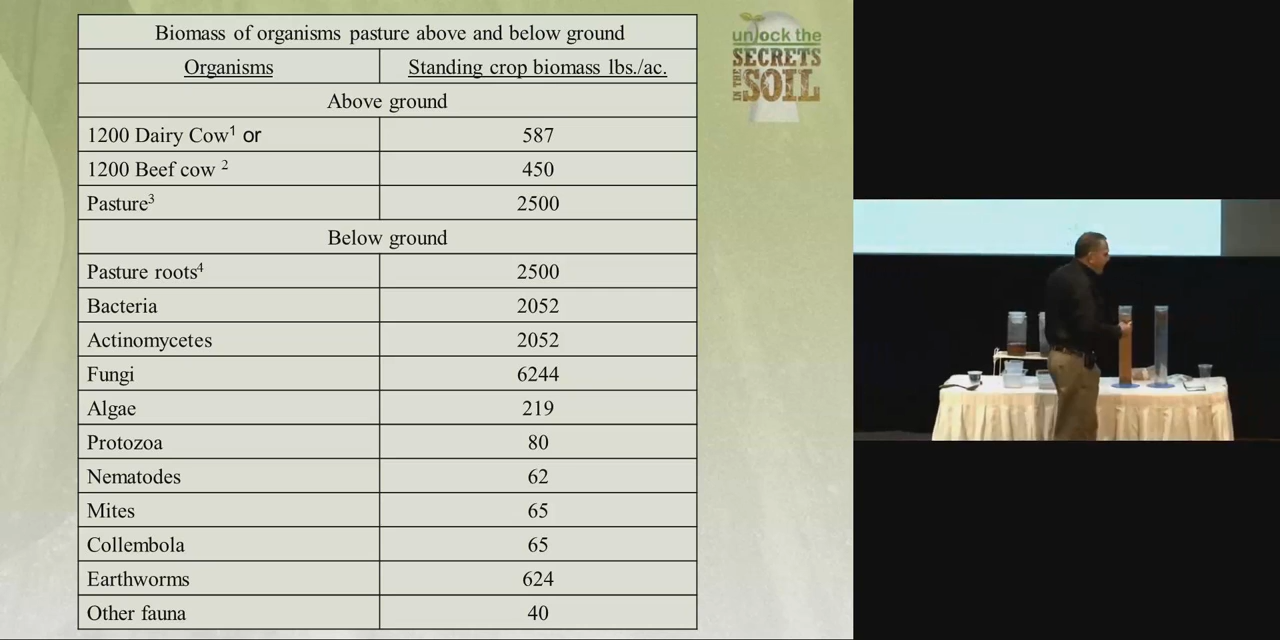 Biomass of organisms pasture above and below ground
Organisms Standing crop biomass lbs./ac.
Above ground
1200 Dairy Cow¹ or 587
1200 Beef cow ² 450
Pasture³ 2500
Below ground
Pasture roots⁴ 2500
Bacteria 2052
Actinomycetes 2052
Fungi 6244
Algae 219
Protozoa 80
Nematodes 62
Mites 65
Collembola 65
Earthworms 624
Other fauna 40
unlock the
SECRETS
IN THE SOIL